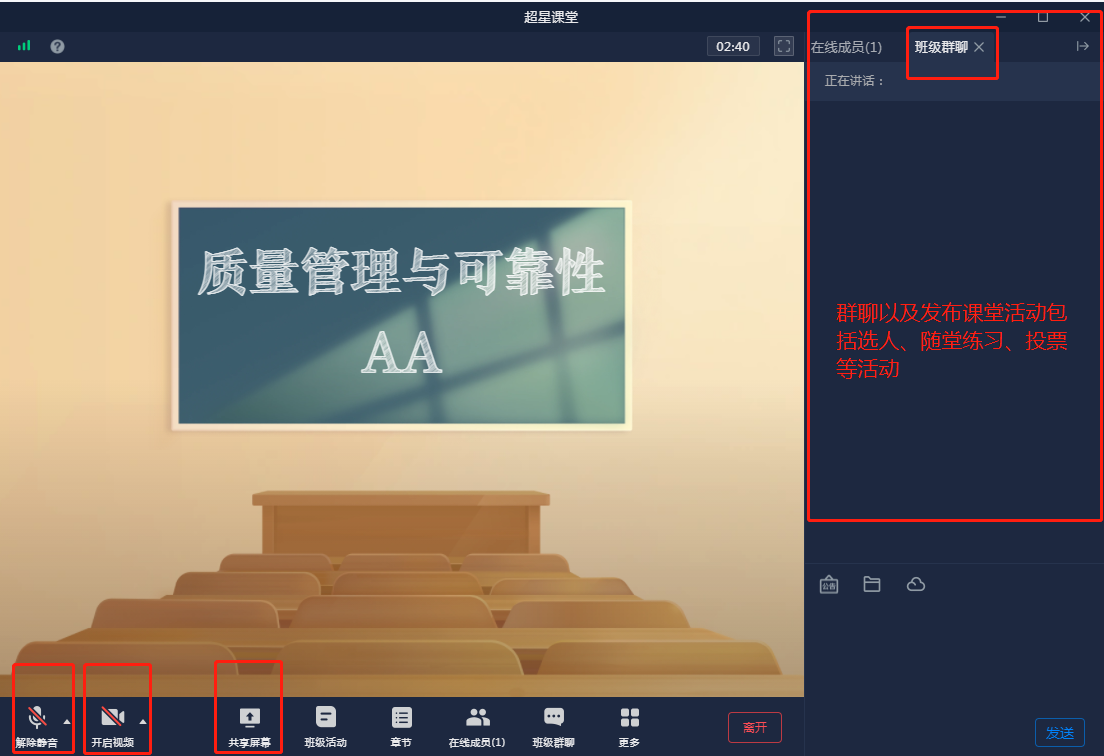 超星课堂
02:40
在线成员(1)
班级群聊
正在讲话：
质量管理与可靠性
AA
群聊以及发布课堂活动包
括选人、随堂练习、投票
等活动
公告
解除静音
开启视频
共享屏幕
班级活动
章节
在线成员(1)
班级群聊
更多
离开
发送